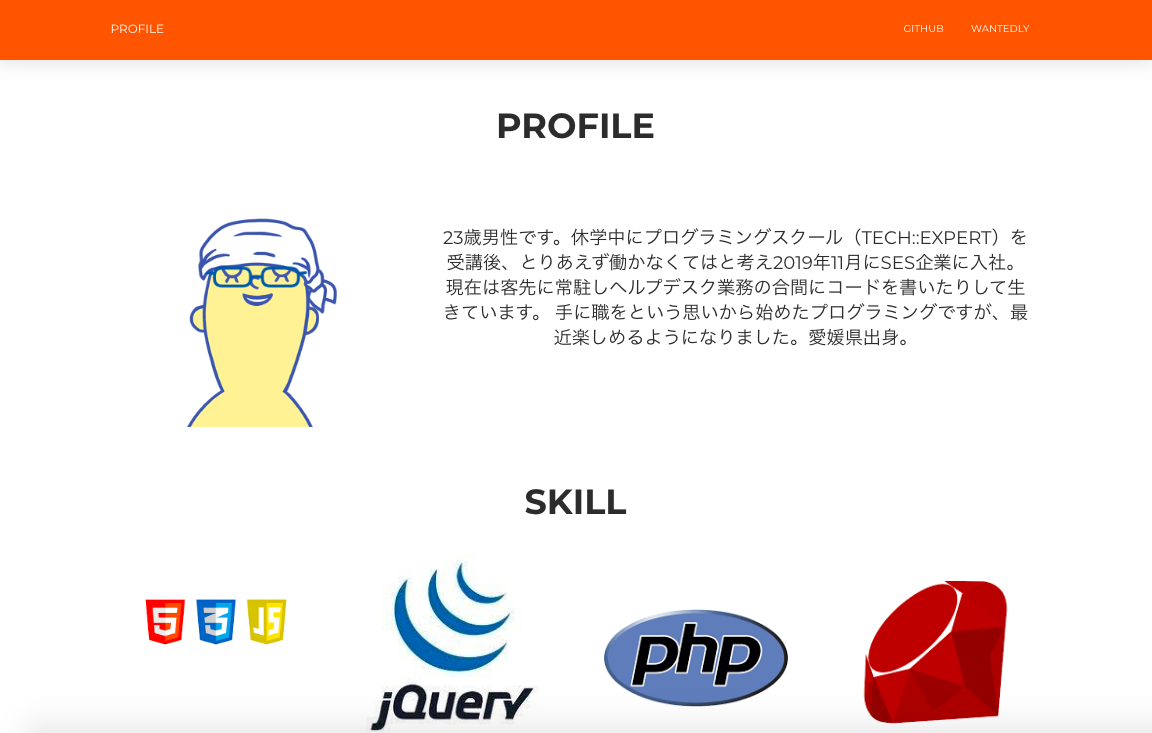 PROFILE
GITHUB WANTEDLY
PROFILE
23歳男性です。休学中にプログラミングスクール（TECH::EXPERT）を
受講後、とりあえず働かなくてはと考え2019年11月にSES企業に入社。
現在は客先に常駐しヘルプデスク業務の合間にコードを書いたりして生
きています。 手に職をという思いから始めたプログラミングですが、最
近楽しめるようになりました。愛媛県出身。
SKILL
5 3 JS
jQuery
php